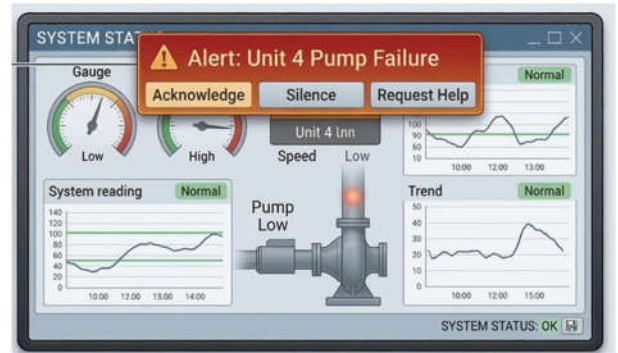 SYSTEM STAT
Alert: Unit 4 Pump Failure
Acknowledge
Silence
Request Help
Gauge
Low
High
Unit 4 lnn
Speed
Low
Normal
100
90
60
10
10:00 12:00 13.00
System reading
Normal
140
120
100
80
60
40
20
0
10:00 12.00 15.00 14:00
Pump
Low
Trend
Normal
50
40
30
20
10
0
10:00 12:00 15:00
SYSTEM STATUS: OK